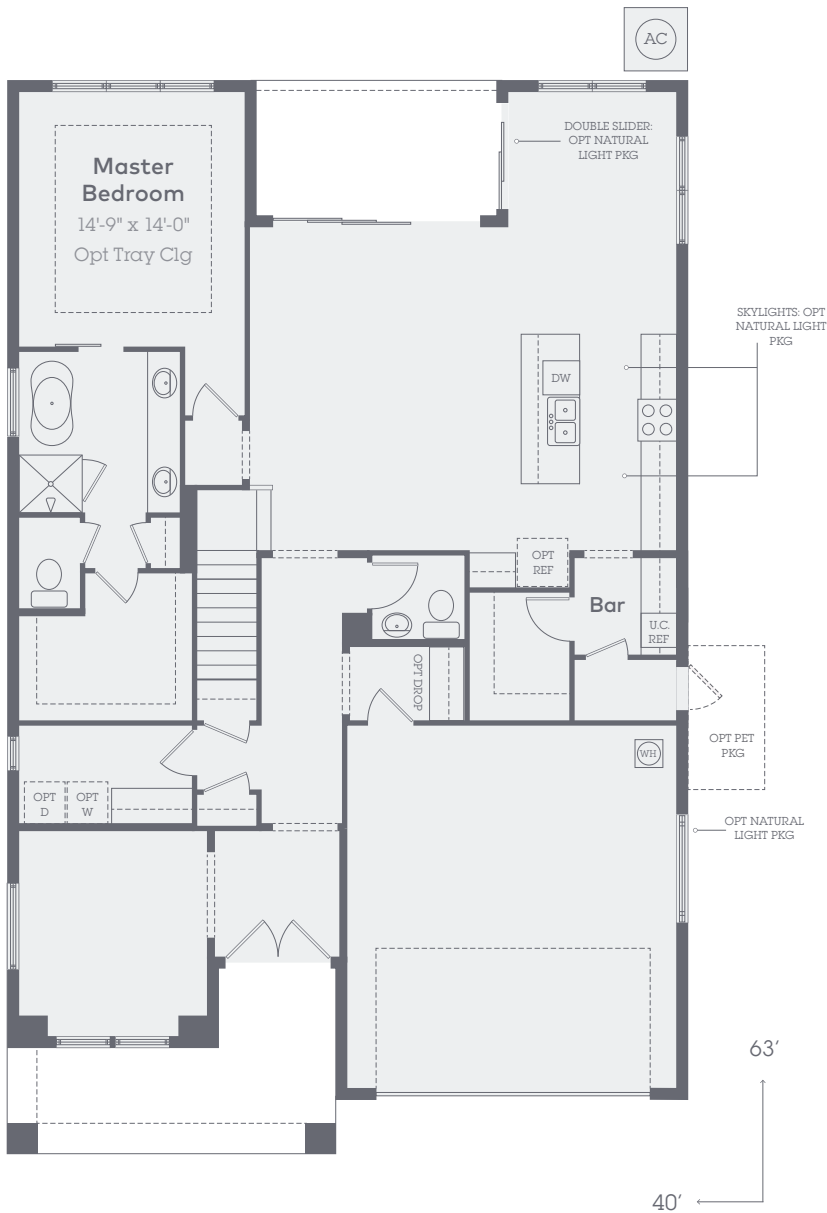 AC
DOUBLE SLIDER:
OPT NATURAL
LIGHT PKG
Master
Bedroom
14'-9" x 14'-0"
Opt Tray Clg
SKYLIGHTS: OPT
NATURAL LIGHT
PKG
DW
OPT
REF
Bar
U.C.
REF
OPT DROP
OPT PET
PKG
WH
OPT
D
OPT
W
OPT NATURAL
LIGHT PKG
63'
40'